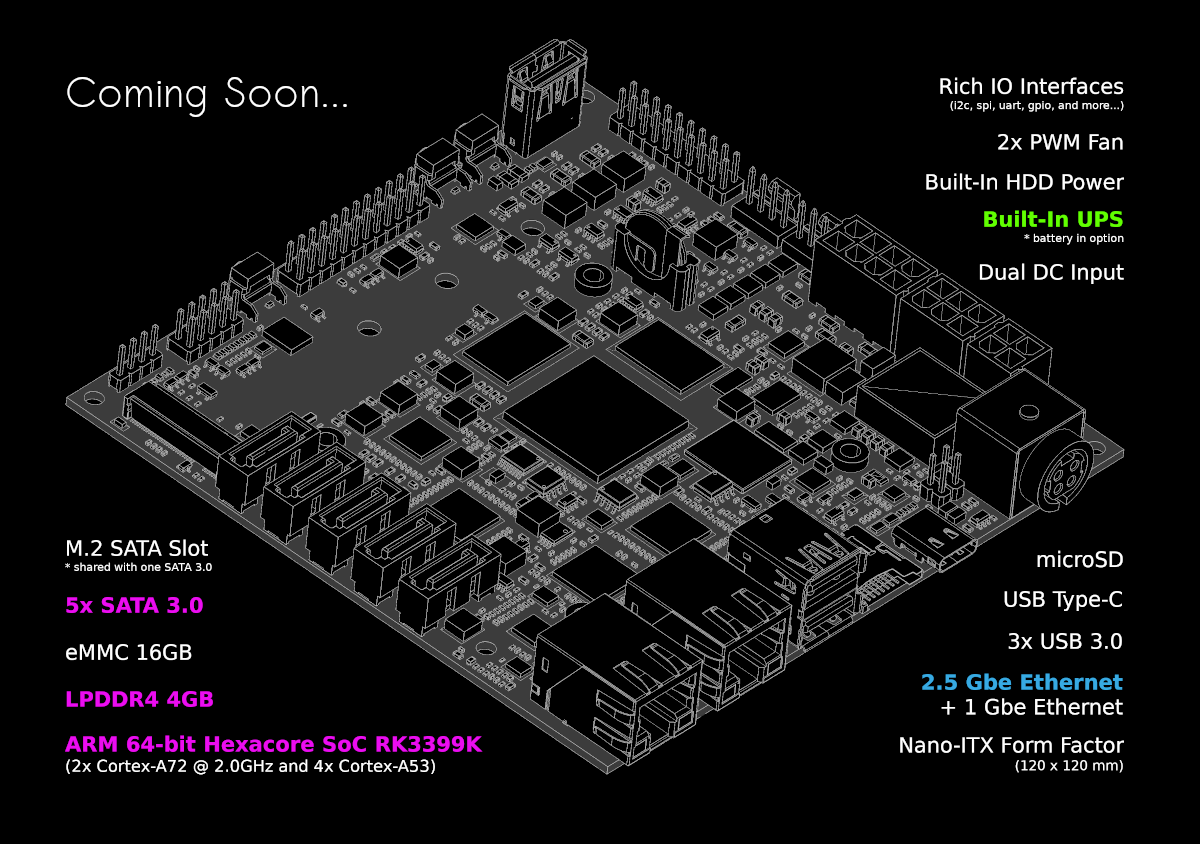 Coming Soon...
Rich IO Interfaces
(i2c, spi, uart, gpio, and more...)
2x PWM Fan
Built-In HDD Power
Built-In UPS
* battery in option
Dual DC Input
M.2 SATA Slot
* shared with one SATA 3.0
5x SATA 3.0
eMMC 16GB
LPDDR4 4GB
ARM 64-bit Hexacore SoC RK3399K
(2x Cortex-A72 @ 2.0GHz and 4x Cortex-A53)
microSD
USB Type-C
3x USB 3.0
2.5 Gbe Ethernet
+ 1 Gbe Ethernet
Nano-ITX Form Factor
(120 x 120 mm)